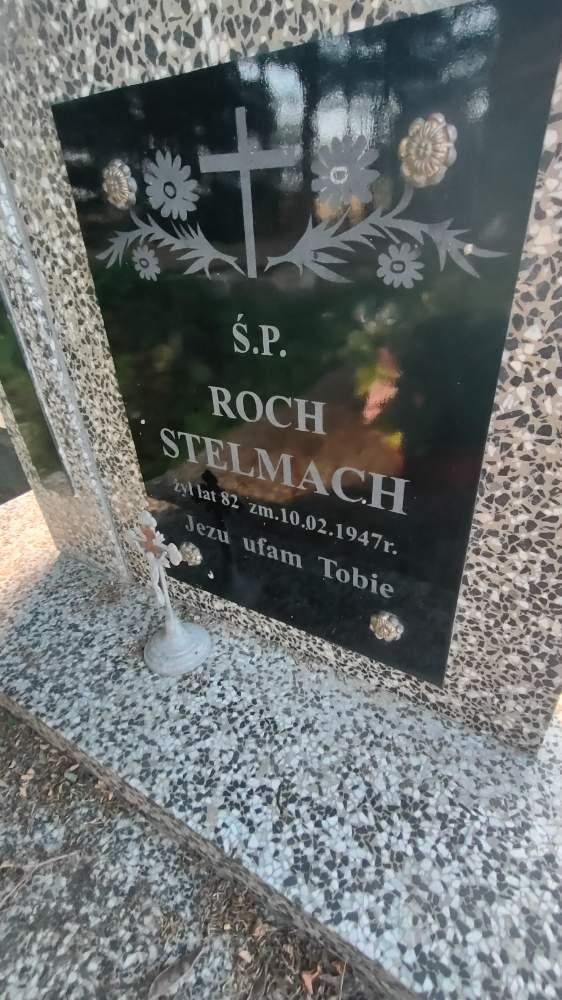 Ś.P.
ROCH
STELMACH
żył lat 82 zm.10.02.1947r.
Jezu ufam Tobie